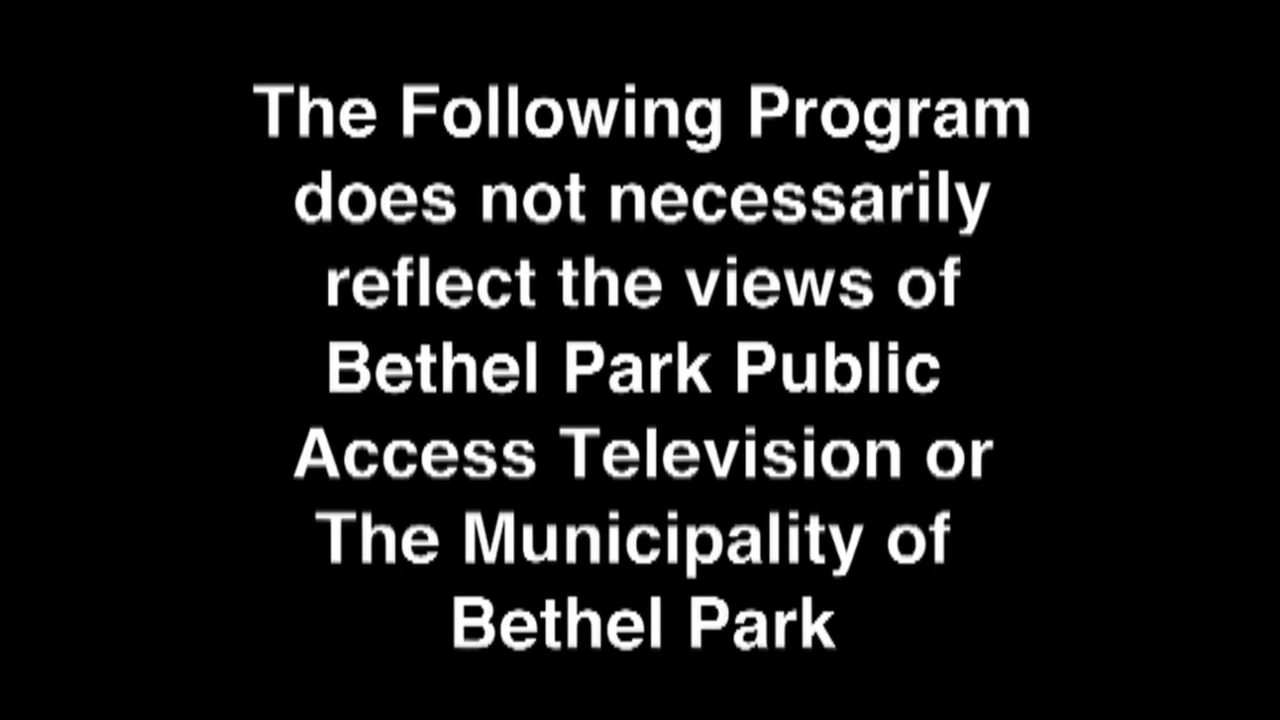 The Following Program
does not necessarily
reflect the views of
Bethel Park Public
Access Television or
The Municipality of
Bethel Park